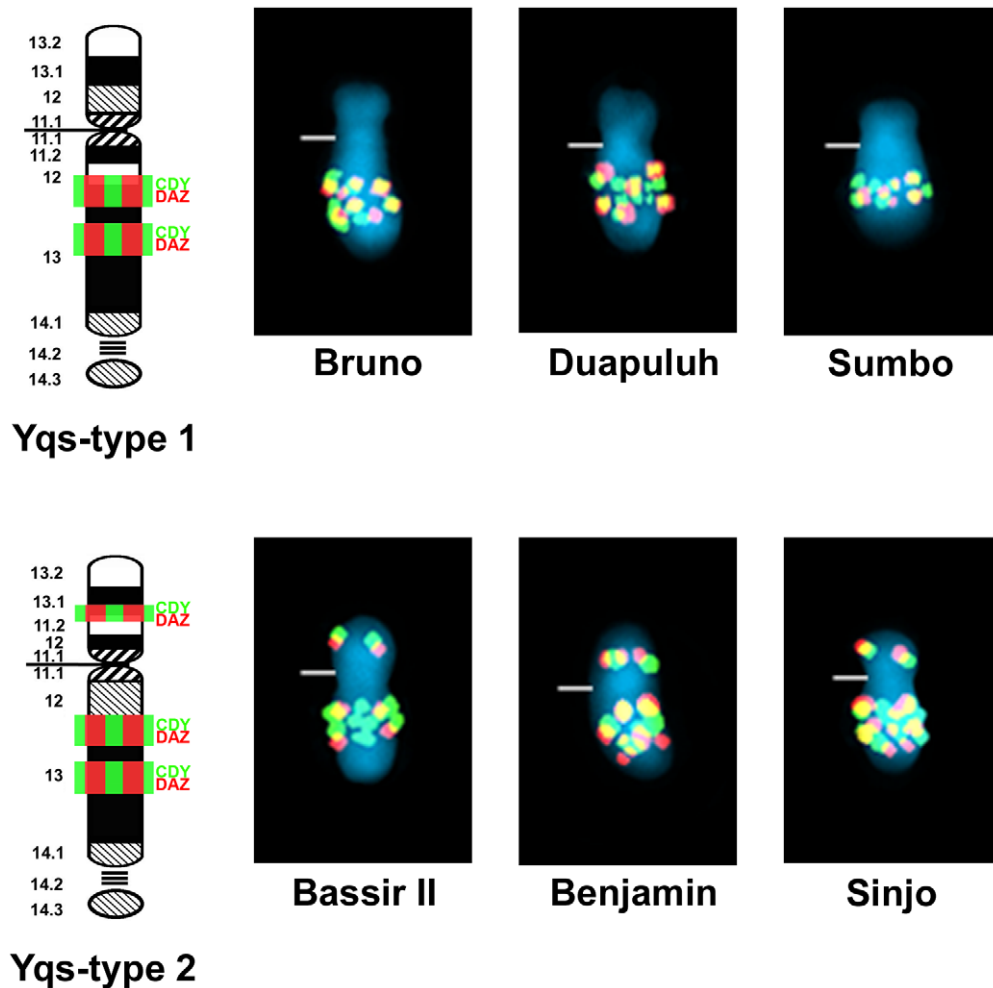 13.2
13.1
12
11.1
11.1
11.2
12
CDY
DAZ
CDY
DAZ
13
14.1
14.2
14.3
Bruno
Duapuluh
Sumbo
Yqs-type 1
13.2
13.1
CDY
DAZ
11.2
12
11.1
11.1
12
CDY
DAZ
13
CDY
DAZ
14.1
14.2
14.3
Bassir II
Benjamin
Sinjo
Yqs-type 2